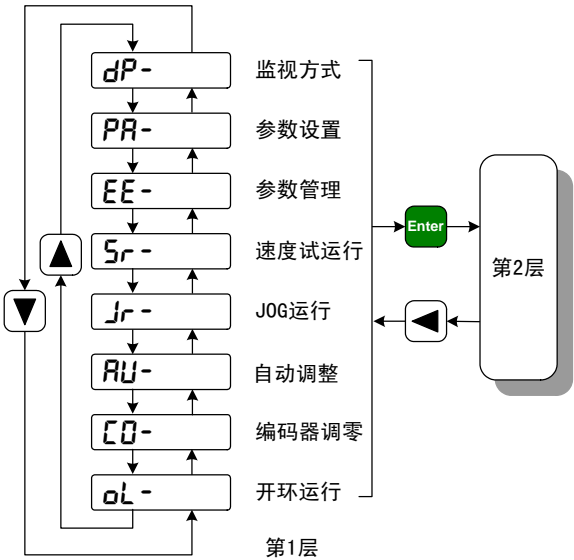 dP- 监视方式
PA- 参数设置
EE- 参数管理
Sr- 速度试运行
Jr- JOG运行
AU- 自动调整
CO- 编码器调零
oL- 开环运行
Enter
第2层
第1层